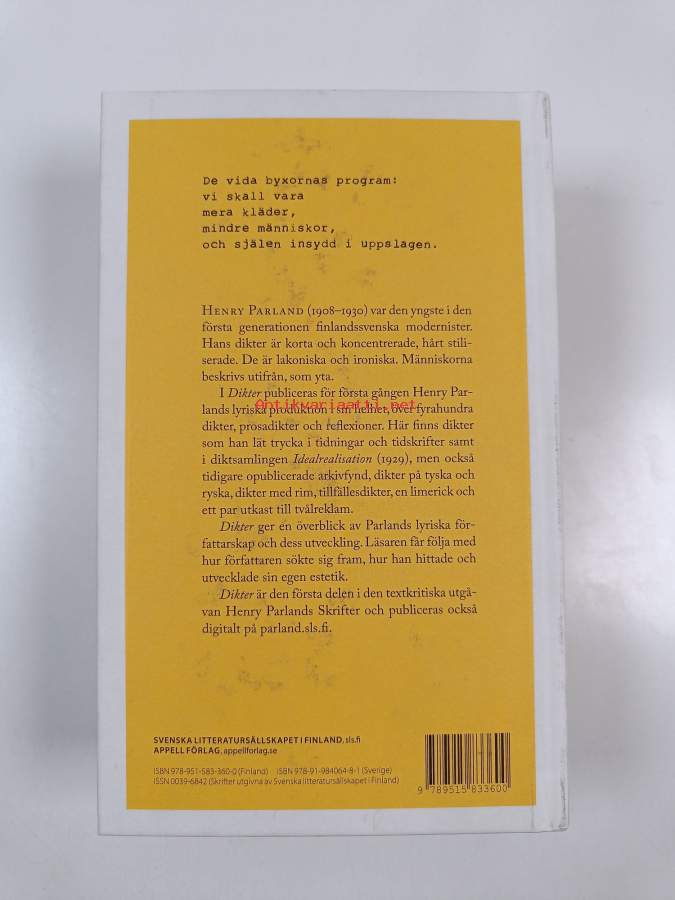 De vida byxornas program:
vi skall vara
mera kläder,
mindre människor,
och själen insydd i uppslagen.
HENRY PARLAND (1908–1930) var den yngste i den
första generationen finlandssvenska modernister.
Hans dikter är korta och koncentrerade, hårt stili-
serade. De är lakoniska och ironiska. Människorna
beskrivs utifrån, som yta.
I Dikter publiceras för första gången Henry Par-
Antikvariaatti.net
lands lyriska produktion i sin helhet, över fyrahundra
dikter, prosadikter och reflexioner. Här finns dikter
som han lät trycka i tidningar och tidskrifter samt
i diktsamlingen Idealrealisation (1929), men också
tidigare opublicerade arkivfynd, dikter på tyska och
ryska, dikter med rim, tillfällesdikter, en limerick och
ett par utkast till tvålreklam.
Dikter ger en överblick av Parlands lyriska för-
fattarskap och dess utveckling. Läsaren får följa med
hur författaren sökte sig fram, hur han hittade och
utvecklade sin egen estetik.
Dikter är den första delen i den textkritiska utgå-
van Henry Parlands Skrifter och publiceras också
digitalt på parland.sls.fi.
SVENSKA LITTERATURSÄLLSKAPET I FINLAND, sls.fi
APPELL FÖRLAG, appellforlag.se
ISBN 978-951-583-360-0 (Finland) ISBN 978-91-984064-8-1 (Sverige)
ISSN 0039-6842 (Skrifter utgivna av Svenska litteratursällskapet i Finland)
9 789515 833600